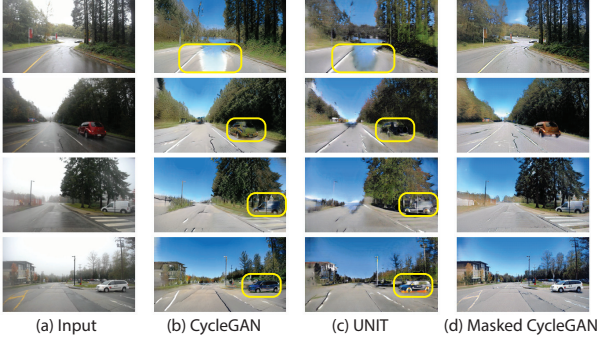 (a) Input
(b) CycleGAN
(c) UNIT
(d) Masked CycleGAN